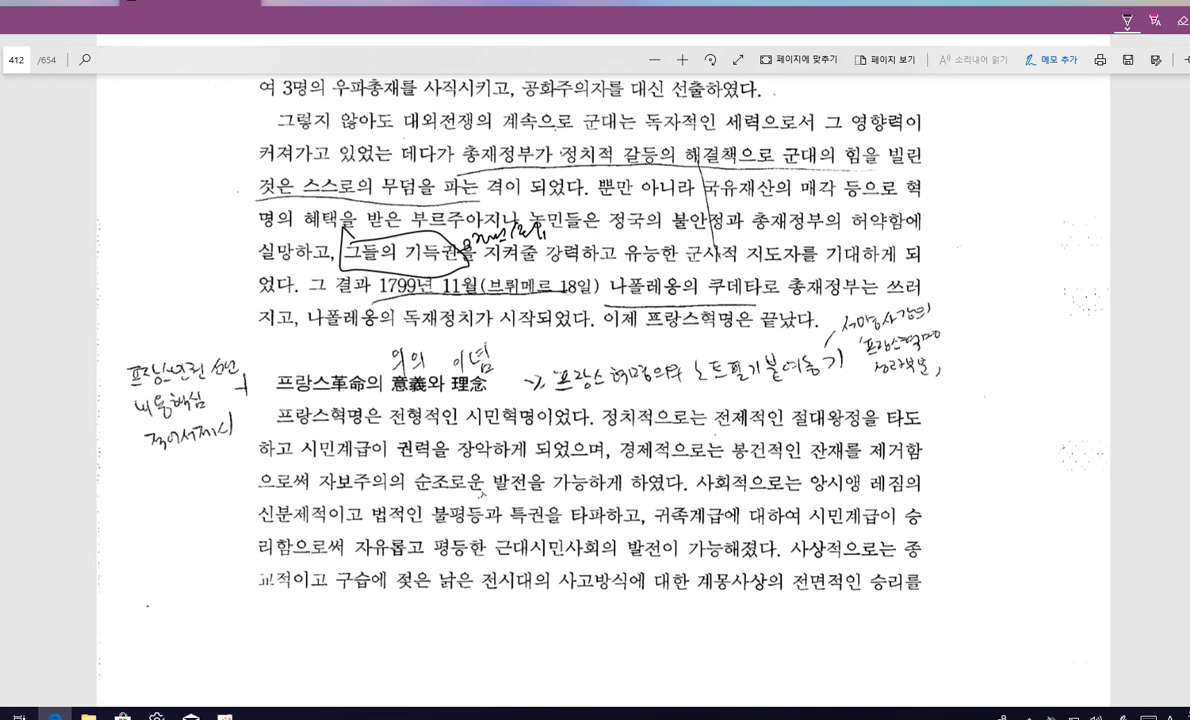 412 /654
페이지에 맞추기 페이지 보기 소리내어 읽기 메모 추가
여 3명의 우파총재를 사직시키고, 공화주의자를 대신 선출하였다.
그렇지 않아도 대외전쟁의 계속으로 군대는 독자적인 세력으로서 그 영향력이
커져가고 있었는 데다가 총재정부가 정치적 갈등의 해결책으로 군대의 힘을 빌린
것은 스스로의 무덤을 파는 격이 되었다. 뿐만 아니라 국유재산의 매각 등으로 혁
명의 혜택을 받은 부르주아지나 농민들은 정국의 불안정과 총재정부의 허약함에
실망하고, 그들의 기득권을 지켜줄 강력하고 유능한 군사적 지도자를 기대하게 되
었다. 그 결과 1799년 11월(브뤼메르 18일) 나폴레옹의 쿠데타로 총재정부는 쓰러
지고, 나폴레옹의 독재정치가 시작되었다. 이제 프랑스혁명은 끝났다.
의의 이념
프랑스革命의 意義와 理念
프랑스혁명은 전형적인 시민혁명이었다. 정치적으로는 전제적인 절대왕정을 타도
하고 시민계급이 권력을 장악하게 되었으며, 경제적으로는 봉건적인 잔재를 제거함
으로써 자보주의의 순조로운 발전을 가능하게 하였다. 사회적으로는 앙시앵 레짐의
신분제적이고 법적인 불평등과 특권을 타파하고, 귀족계급에 대하여 시민계급이 승
리함으로써 자유롭고 평등한 근대시민사회의 발전이 가능해졌다. 사상적으로는 종
교적이고 구습에 젖은 낡은 전시대의 사고방식에 대한 계몽사상의 전면적인 승리를
내용핵심
적어서제시
프랑스혁명의 노트필기붙여놓기